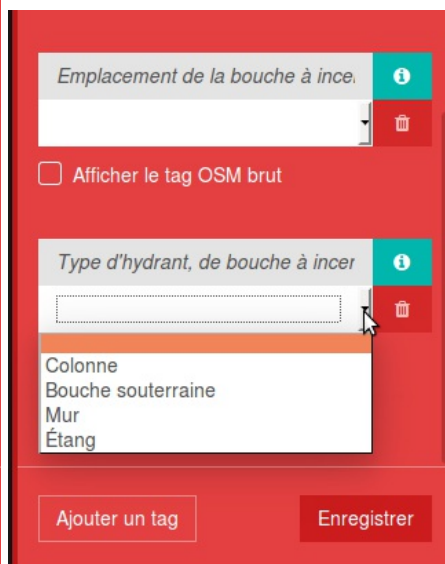 Emplacement de la bouche à ince
Afficher le tag OSM brut
Type d'hydrant, de bouche à incer
Colonne
Bouche souterraine
Mur
Étang
Ajouter un tag
Enregistrer